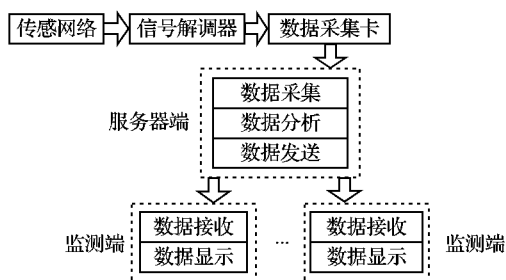 传感网络 信号解调器 数据采集卡
数据采集
服务器端 数据分析
数据发送
数据接收 ... 数据接收
监测端 监测端
数据显示 数据显示